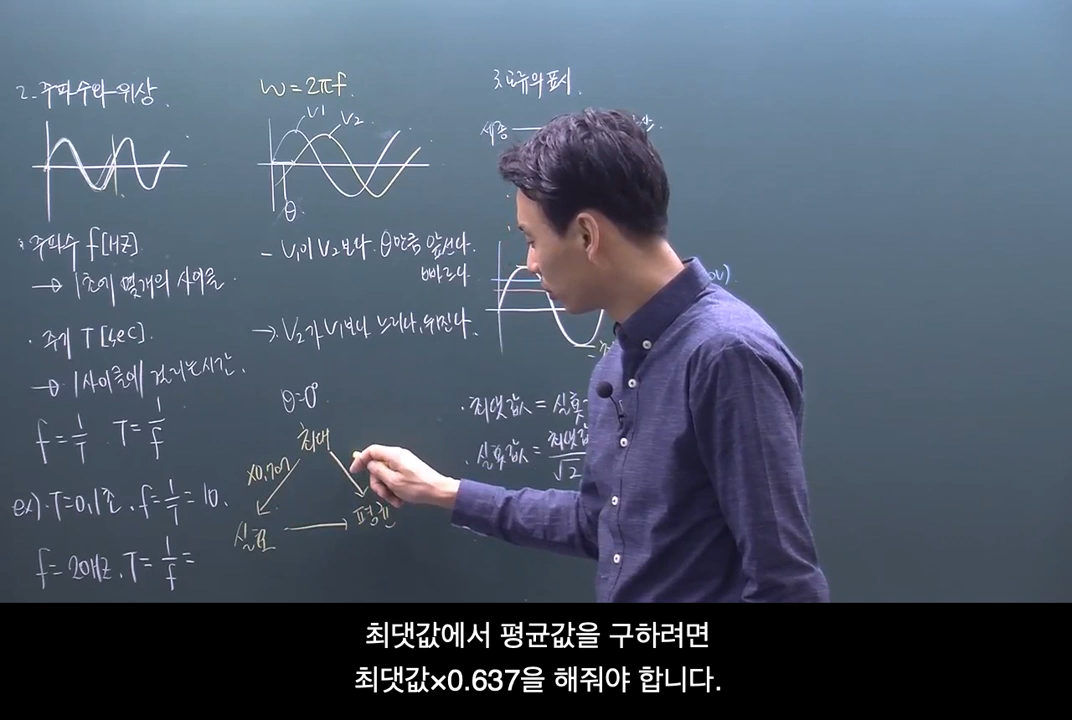 2. 주파수와 위상.
주파수 f[Hz]
→ 1초에 몇개의 사이클
· 주기 T[sec].
→ 1사이클에 걸리는시간.
f = 1/T T = 1/f
ex). T=0.1초. f = 1/T = 10.
f = 20Hz. T = 1/f =
w = 2πf.
V1
V2
θ.
- V1이 V2보다. θ만큼 앞선다.
빠르다
→. V2가 V1보다 느리다, 뒤진다.
θ=0°
최대
×0.707
실효
평균
3. 교류의 표시.
· 최댓값 = 실횻
· 실횻값 = 최댓값/√2
최댓값에서 평균값을 구하려면
최댓값×0.637을 해줘야 합니다.